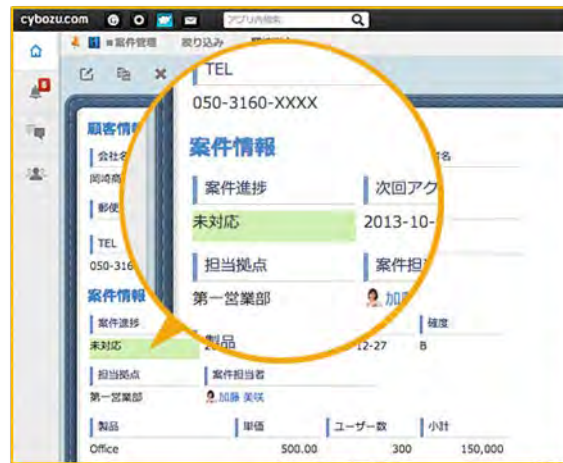 cybozu.com
アプリ内検索
案件管理 絞り込み
TEL
050-3160-XXXX
案件情報
案件進捗 次回アク
未対応 2013-10-
担当拠点 案件担
第一営業部 加藤
製品
顧客情
会社名
岡崎商
郵便
TEL
050-316
案件情報
案件進捗 確度
未対応 12-27 B
担当拠点 案件担当者
第一営業部 加藤 美咲
製品 単価 ユーザー数 小計
Office 500.00 300 150,000